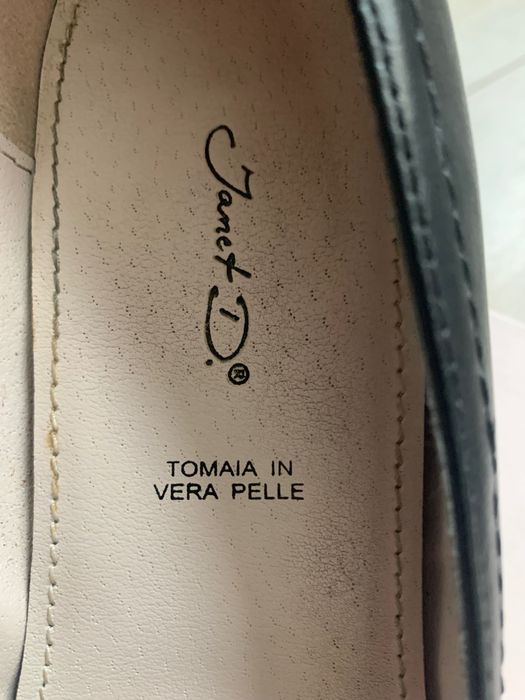 Janet D.®
TOMAIA IN
VERA PELLE